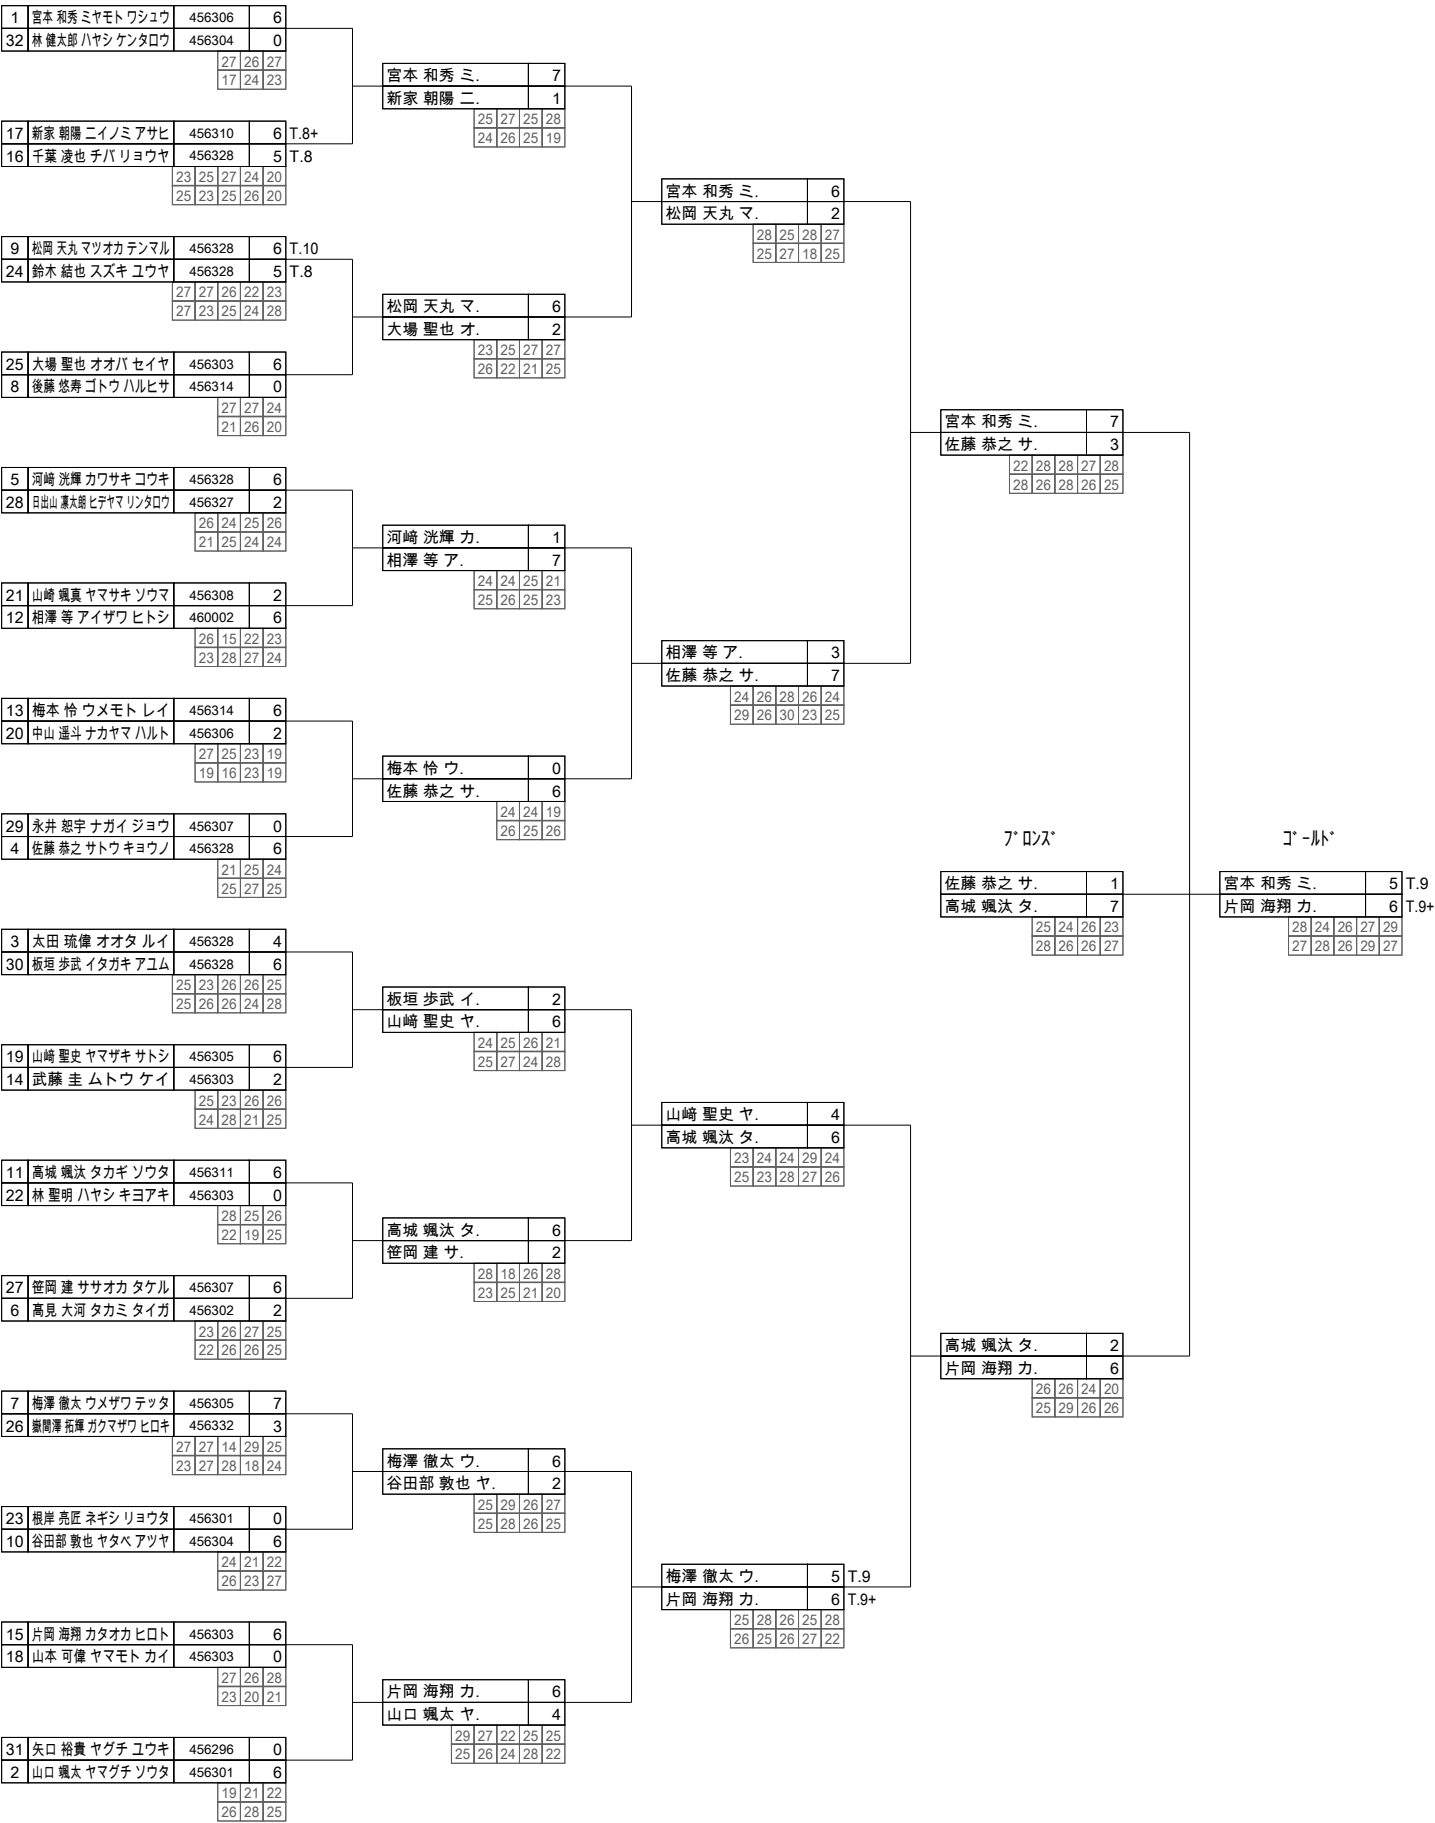 1 宮本 和秀 ミヤモト ワシュウ 456306 6
32 林 健太郎 ハヤシ ケンタロウ 456304 0
27 26 27
17 24 23
17 新家 朝陽 ニイノミ アサヒ 456310 6 T.8+
16 千葉 凌也 チバ リョウヤ 456328 5 T.8
23 25 27 24 20
25 23 25 26 20
9 松岡 天丸 マツオカ テンマル 456328 6 T.10
24 鈴木 結也 スズキ ユウヤ 456328 5 T.8
27 27 26 22 23
27 23 25 24 28
25 大場 聖也 オオバ セイヤ 456303 6
8 後藤 悠寿 ゴトウ ハルヒサ 456314 0
27 27 24
21 26 20
5 河﨑 洸輝 カワサキ コウキ 456328 6
28 日出山 凛太朗 ヒデヤマ リンタロウ 456327 2
26 24 25 26
21 25 24 24
21 山崎 颯真 ヤマサキ ソウマ 456308 2
12 相澤 等 アイザワ ヒトシ 460002 6
26 15 22 23
23 28 27 24
13 梅本 怜 ウメモト レイ 456314 6
20 中山 遥斗 ナカヤマ ハルト 456306 2
27 25 23 19
19 16 23 19
29 永井 恕宇 ナガイ ジョウ 456307 0
4 佐藤 恭之 サトウ キョウノ 456328 6
21 25 24
25 27 25
3 太田 琉偉 オオタ ルイ 456328 4
30 板垣 歩武 イタガキ アユム 456328 6
25 23 26 26 25
25 26 26 24 28
19 山﨑 聖史 ヤマザキ サトシ 456305 6
14 武藤 圭 ムトウ ケイ 456303 2
25 23 26 26
24 28 21 25
11 高城 颯汰 タカギ ソウタ 456311 6
22 林 聖明 ハヤシ キヨアキ 456303 0
28 25 26
22 19 25
27 笹岡 建 ササオカ タケル 456307 6
6 高見 大河 タカミ タイガ 456302 2
23 26 27 25
22 26 26 25
7 梅澤 徹太 ウメザワ テッタ 456305 7
26 嶽間澤 拓輝 ガクマザワ ヒロキ 456332 3
27 27 14 29 25
23 27 28 18 24
23 根岸 亮匠 ネギシ リョウタ 456301 0
10 谷田部 敦也 ヤタベ アツヤ 456304 6
24 21 22
26 23 27
15 片岡 海翔 カタオカ ヒロト 456303 6
18 山本 可偉 ヤマモト カイ 456303 0
27 26 28
23 20 21
31 矢口 裕貴 ヤグチ ユウキ 456296 0
2 山口 颯太 ヤマグチ ソウタ 456301 6
19 21 22
26 28 25
宮本 和秀 ミ. 7
新家 朝陽 ニ. 1
25 27 25 28
24 26 25 19
松岡 天丸 マ. 6
大場 聖也 オ. 2
23 25 27 27
26 22 21 25
河﨑 洸輝 カ. 1
相澤 等 ア. 7
24 24 25 21
25 26 25 23
梅本 怜 ウ. 0
佐藤 恭之 サ. 6
24 24 19
26 25 26
板垣 歩武 イ. 2
山﨑 聖史 ヤ. 6
24 25 26 21
25 27 24 28
高城 颯汰 タ. 6
笹岡 建 サ. 2
28 18 26 28
23 25 21 20
梅澤 徹太 ウ. 6
谷田部 敦也 ヤ. 2
25 29 26 27
25 28 26 25
片岡 海翔 カ. 6
山口 颯太 ヤ. 4
29 27 22 25 25
25 26 24 28 22
宮本 和秀 ミ. 6
松岡 天丸 マ. 2
28 25 28 27
25 27 18 25
相澤 等 ア. 3
佐藤 恭之 サ. 7
24 26 28 26 24
29 26 30 23 25
山﨑 聖史 ヤ. 4
高城 颯汰 タ. 6
23 24 24 29 24
25 23 28 27 26
梅澤 徹太 ウ. 5 T.9
片岡 海翔 カ. 6 T.9+
25 28 26 25 28
26 25 26 27 22
宮本 和秀 ミ. 7
佐藤 恭之 サ. 3
22 28 28 27 28
28 26 28 26 25
ﾌﾞﾛﾝｽﾞ
佐藤 恭之 サ. 1
高城 颯汰 タ. 7
25 24 26 23
28 26 26 27
高城 颯汰 タ. 2
片岡 海翔 カ. 6
26 26 24 20
25 29 26 26
ｺﾞｰﾙﾄﾞ
宮本 和秀 ミ. 5 T.9
片岡 海翔 カ. 6 T.9+
28 24 26 27 29
27 28 26 29 27